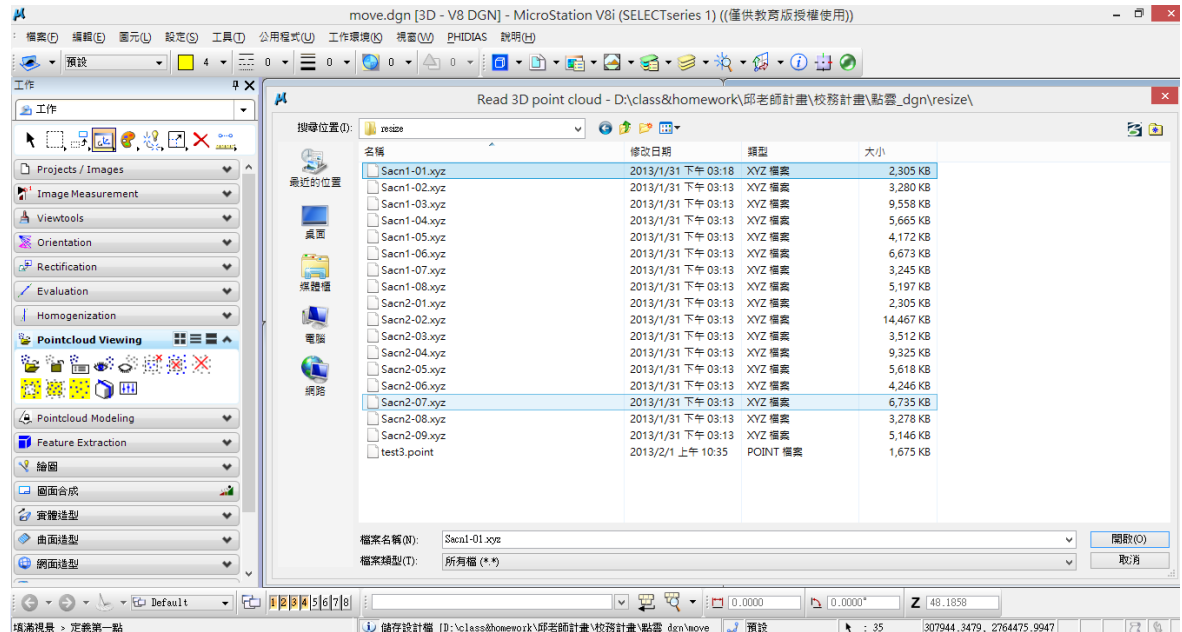 move.dgn [3D - V8 DGN] - MicroStation V8i (SELECTseries 1) ((僅供教育版授權使用))
檔案(F) 編輯(E) 圖元(L) 設定(S) 工具(T) 公用程式(U) 工作環境(K) 視窗(W) PHIDIAS 說明(H)
預設 4 0 0 0 0
工作
工作
Projects / Images
Image Measurement
Viewtools
Orientation
Rectification
Evaluation
Homogenization
Pointcloud Viewing
Pointcloud Modeling
Feature Extraction
繪圖
圖面合成
實體造型
曲面造型
網面造型
Read 3D point cloud - D:\class&homework\邱老師計畫\校務計畫\點雲_dgn\resize\
搜尋位置(I): resize
最近的位置
桌面
媒體櫃
電腦
網路
名稱 修改日期 類型 大小
Sacn1-01.xyz 2013/1/31 下午 03:18 XYZ 檔案 2,305 KB
Sacn1-02.xyz 2013/1/31 下午 03:13 XYZ 檔案 3,280 KB
Sacn1-03.xyz 2013/1/31 下午 03:13 XYZ 檔案 9,558 KB
Sacn1-04.xyz 2013/1/31 下午 03:13 XYZ 檔案 5,665 KB
Sacn1-05.xyz 2013/1/31 下午 03:13 XYZ 檔案 4,172 KB
Sacn1-06.xyz 2013/1/31 下午 03:13 XYZ 檔案 6,673 KB
Sacn1-07.xyz 2013/1/31 下午 03:13 XYZ 檔案 3,245 KB
Sacn1-08.xyz 2013/1/31 下午 03:13 XYZ 檔案 5,197 KB
Sacn2-01.xyz 2013/1/31 下午 03:13 XYZ 檔案 2,305 KB
Sacn2-02.xyz 2013/1/31 下午 03:13 XYZ 檔案 14,467 KB
Sacn2-03.xyz 2013/1/31 下午 03:13 XYZ 檔案 3,512 KB
Sacn2-04.xyz 2013/1/31 下午 03:13 XYZ 檔案 9,325 KB
Sacn2-05.xyz 2013/1/31 下午 03:13 XYZ 檔案 5,618 KB
Sacn2-06.xyz 2013/1/31 下午 03:13 XYZ 檔案 4,246 KB
Sacn2-07.xyz 2013/1/31 下午 03:13 XYZ 檔案 6,735 KB
Sacn2-08.xyz 2013/1/31 下午 03:13 XYZ 檔案 3,278 KB
Sacn2-09.xyz 2013/1/31 下午 03:13 XYZ 檔案 5,146 KB
test3.point 2013/2/1 上午 10:35 POINT 檔案 1,675 KB
檔案名稱(N): Sacn1-01.xyz 開啟(O)
檔案類型(T): 所有檔 (*.*) 取消
Default 1 2 3 4 5 6 7 8 0.0000 0.0000° Z 48.1858
填滿視景 > 定義第一點 儲存設計檔 [D:\class&homework\邱老師計畫\校務計畫\點雲_dgn\move 預設 : 35 307944.3479, 2764475.9947